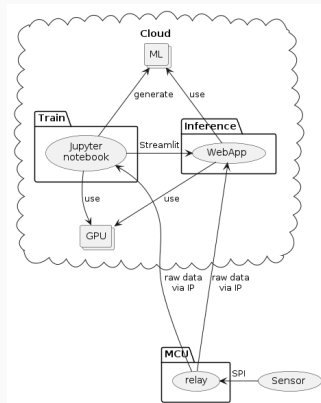 Cloud
ML
generate
use
Train
Jupyter
notebook
Streamlit
Inference
WebApp
use
use
GPU
raw data
via IP
raw data
via IP
MCU
relay
SPI
Sensor